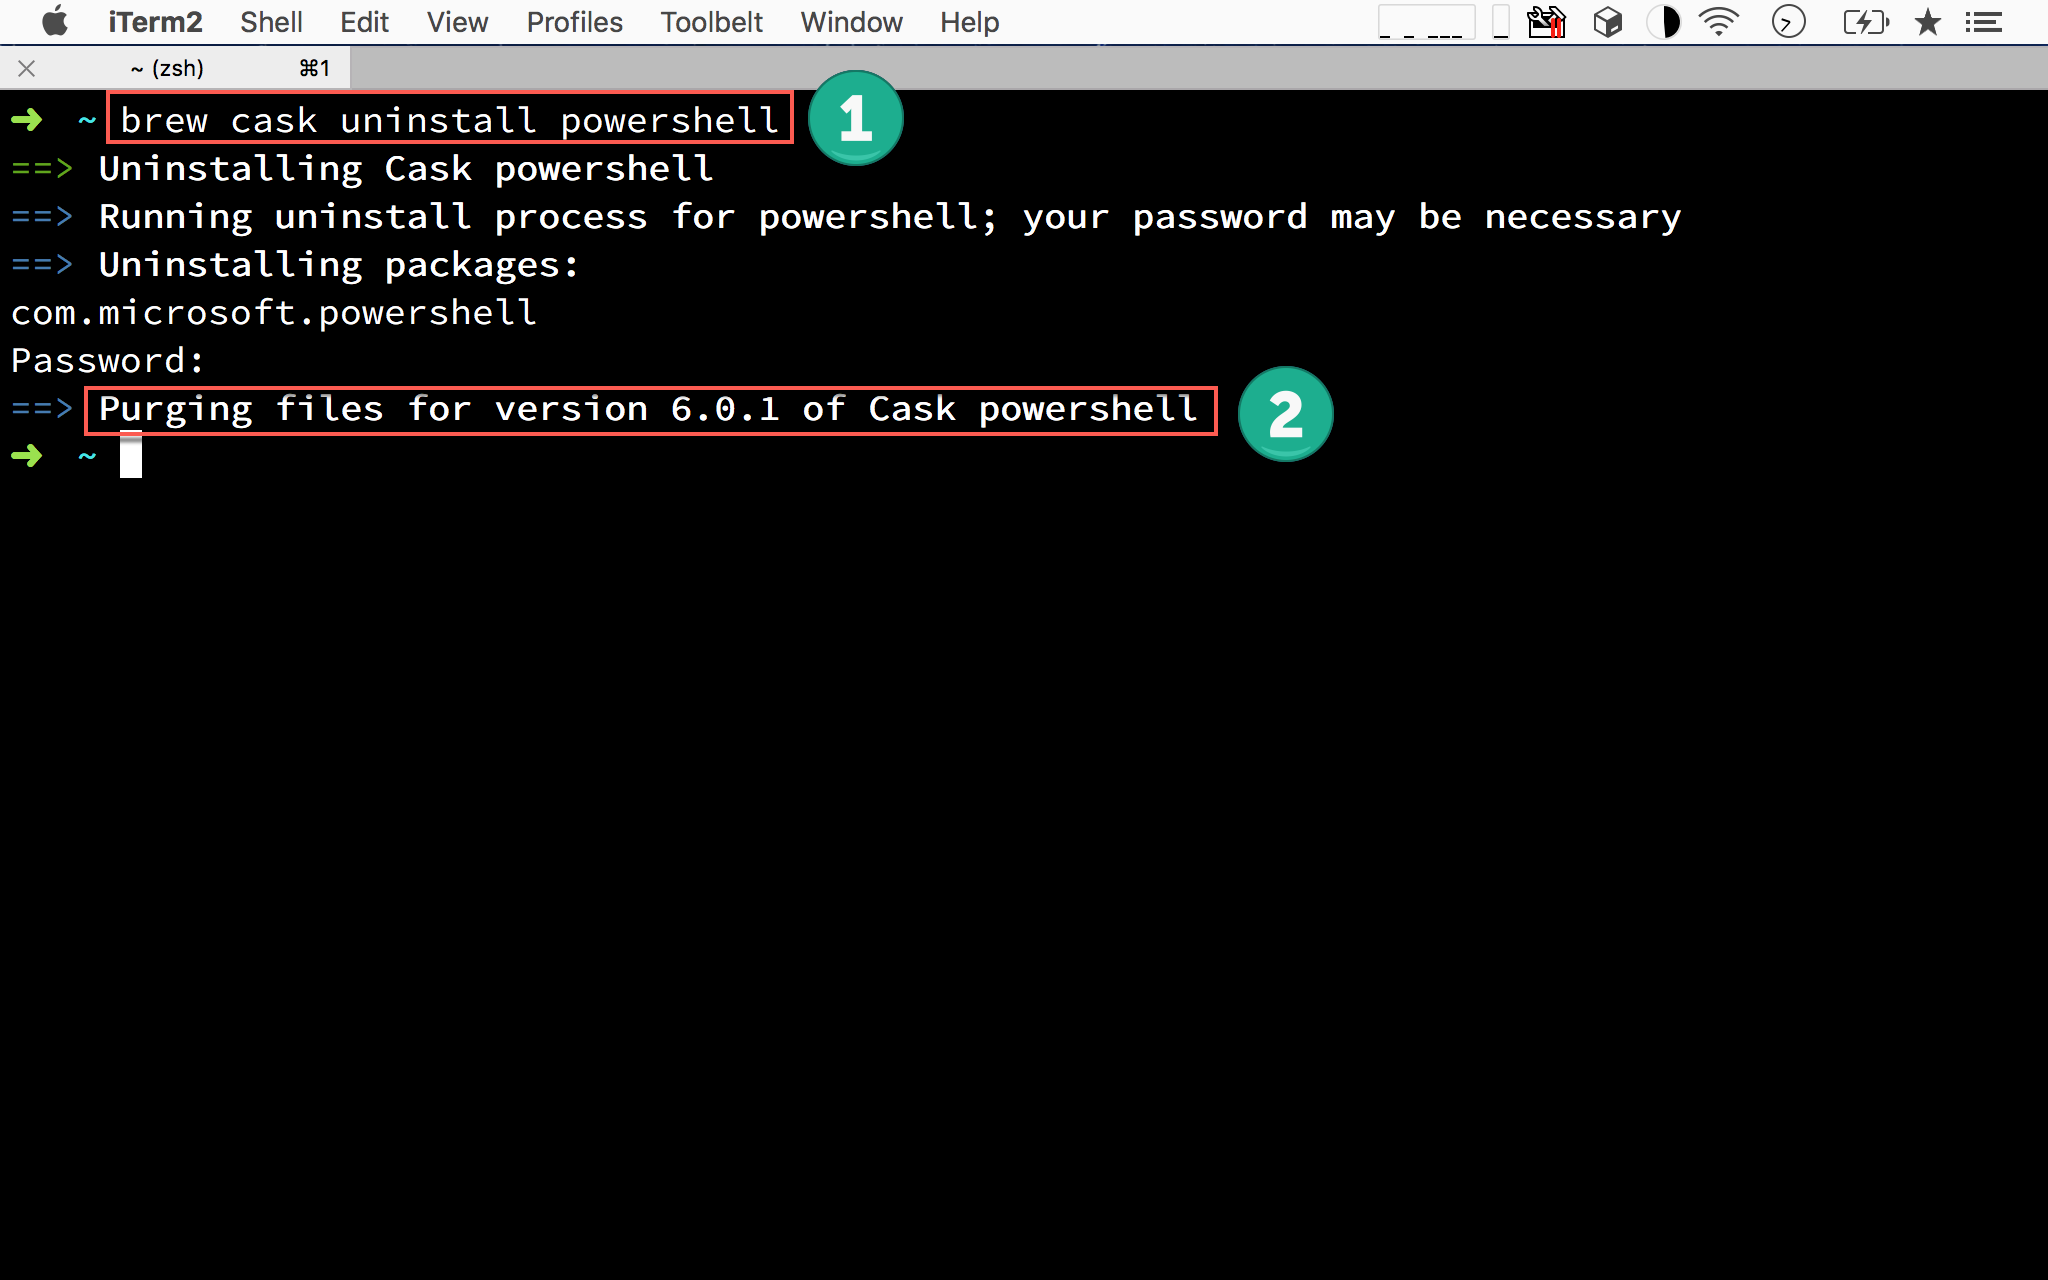 iTerm2 Shell Edit View Profiles Toolbelt Window Help
~ (zsh) ⌘1
➜ ~ brew cask uninstall powershell 1
==> Uninstalling Cask powershell
==> Running uninstall process for powershell; your password may be necessary
==> Uninstalling packages:
com.microsoft.powershell
Password:
==> Purging files for version 6.0.1 of Cask powershell 2
➜ ~